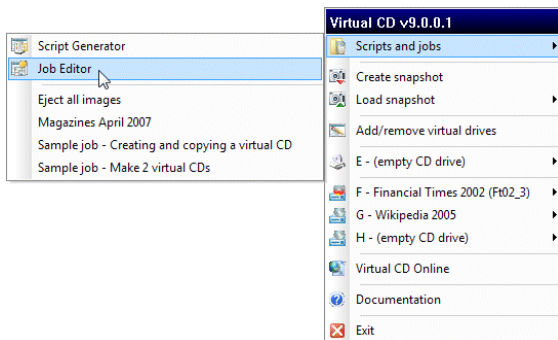 Virtual CD v9.0.0.1
Scripts and jobs
Script Generator
Job Editor
Eject all images
Magazines April 2007
Sample job - Creating and copying a virtual CD
Sample job - Make 2 virtual CDs
Create snapshot
Load snapshot
Add/remove virtual drives
E - (empty CD drive)
F - Financial Times 2002 (Ft02_3)
G - Wikipedia 2005
H - (empty CD drive)
Virtual CD Online
Documentation
Exit